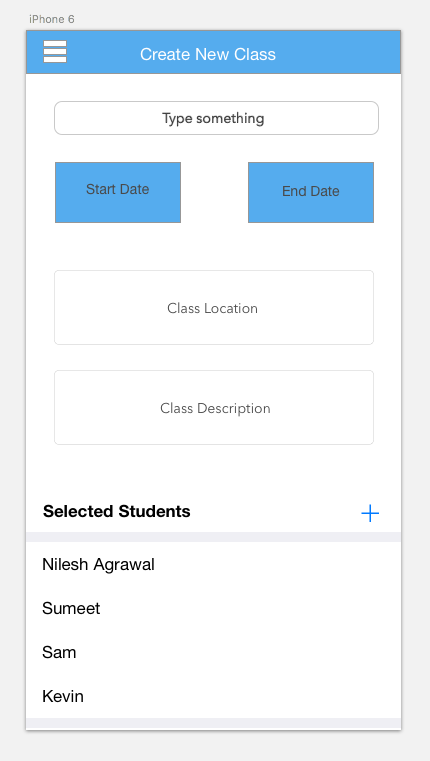 iPhone 6
Create New Class
Type something
Start Date
End Date
Class Location
Class Description
Selected Students
Nilesh Agrawal
Sumeet
Sam
Kevin